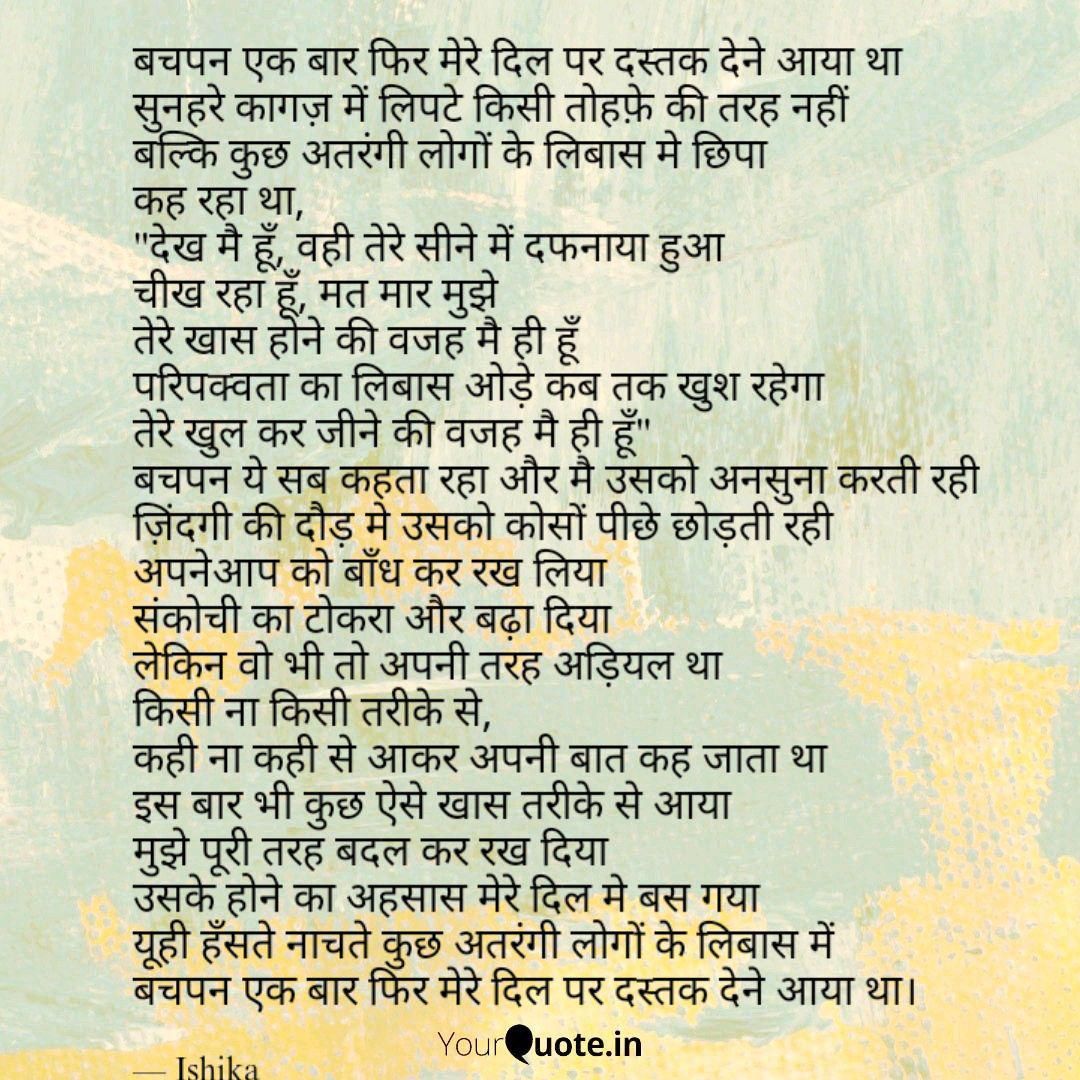 बचपन एक बार फिर मेरे दिल पर दस्तक देने आया था
सुनहरे कागज़ में लिपटे किसी तोहफ़े की तरह नहीं
बल्कि कुछ अतरंगी लोगों के लिबास मे छिपा
कह रहा था,
"देख मै हूँ, वही तेरे सीने में दफनाया हुआ
चीख रहा हूँ, मत मार मुझे
तेरे खास होने की वजह मै ही हूँ
परिपक्वता का लिबास ओड़े कब तक खुश रहेगा
तेरे खुल कर जीने की वजह मै ही हूँ"
बचपन ये सब कहता रहा और मै उसको अनसुना करती रही
ज़िंदगी की दौड़ मे उसको कोसों पीछे छोड़ती रही
अपनेआप को बाँध कर रख लिया
संकोची का टोकरा और बढ़ा दिया
लेकिन वो भी तो अपनी तरह अड़ियल था
किसी ना किसी तरीके से,
कही ना कही से आकर अपनी बात कह जाता था
इस बार भी कुछ ऐसे खास तरीके से आया
मुझे पूरी तरह बदल कर रख दिया
उसके होने का अहसास मेरे दिल मे बस गया
यूही हँसते नाचते कुछ अतरंगी लोगों के लिबास में
बचपन एक बार फिर मेरे दिल पर दस्तक देने आया था।
YourQuote.in
— Ishika